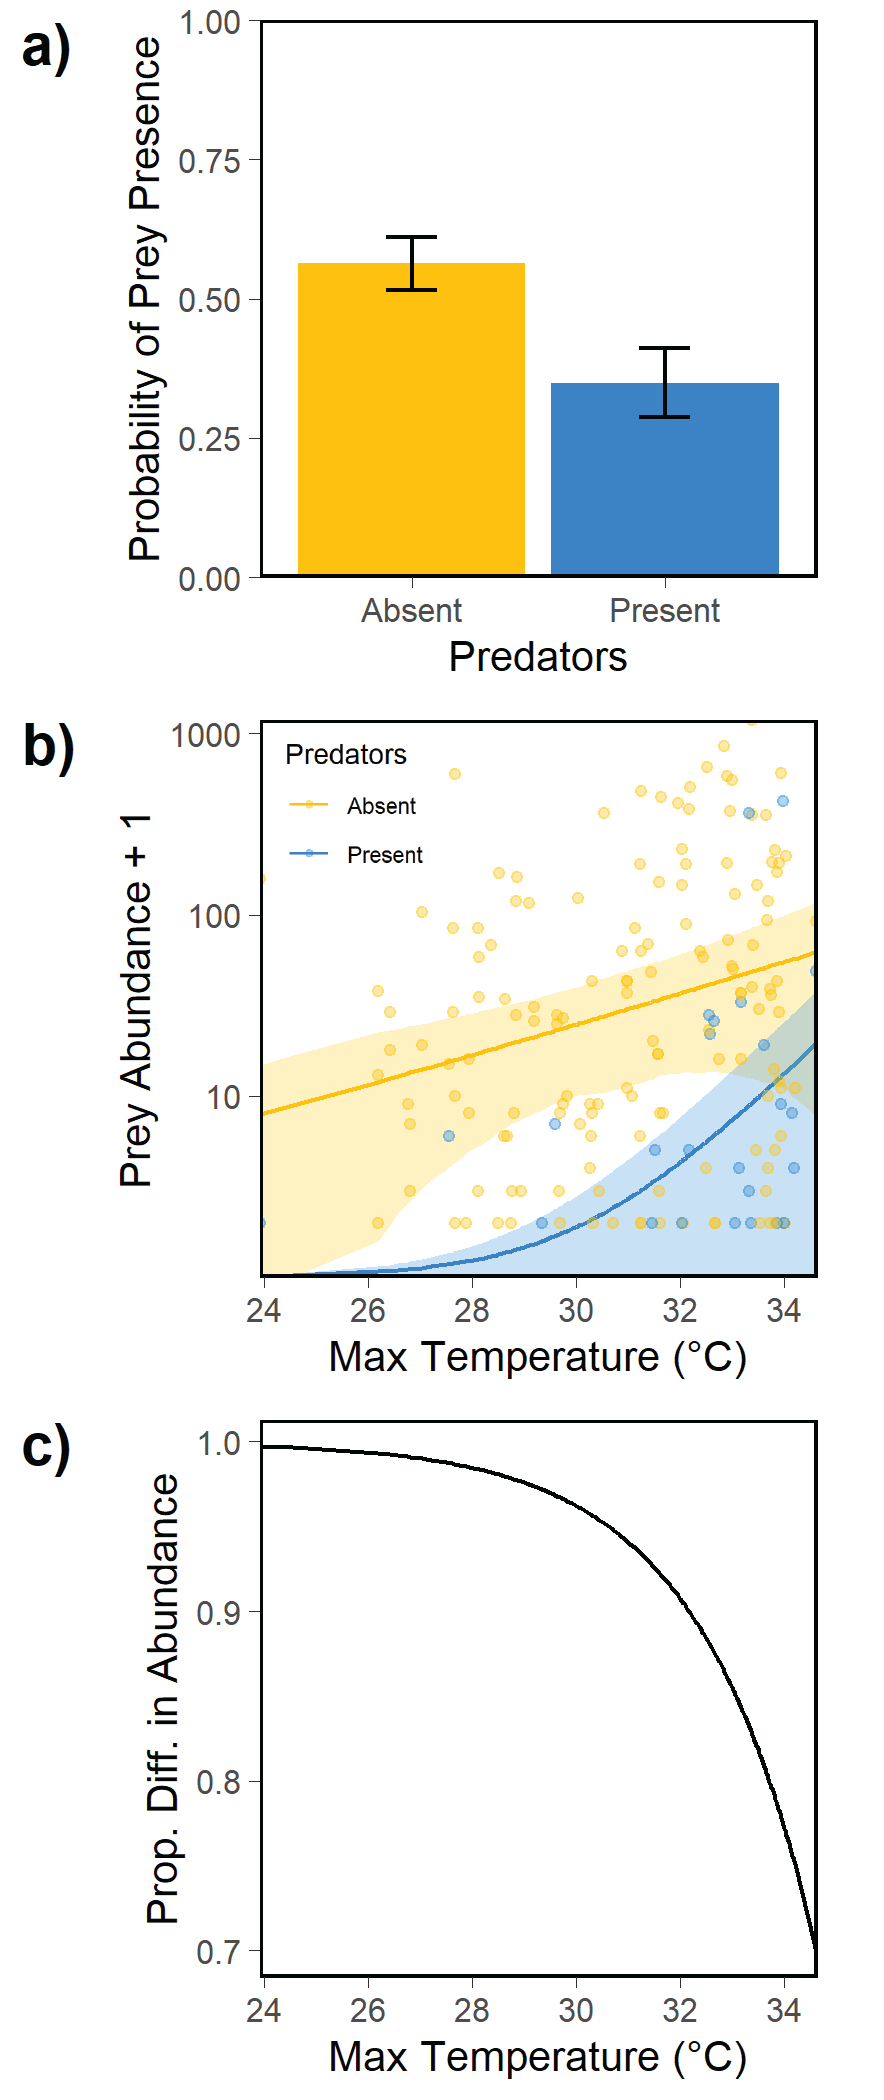 a)
Probability of Prey Presence
1.00
0.75
0.50
0.25
0.00
Absent
Present
Predators
b)
Prey Abundance + 1
1000
100
10
Predators
Absent
Present
24
26
28
30
32
34
Max Temperature (°C)
c)
Prop. Diff. in Abundance
1.0
0.9
0.8
0.7
24
26
28
30
32
34
Max Temperature (°C)